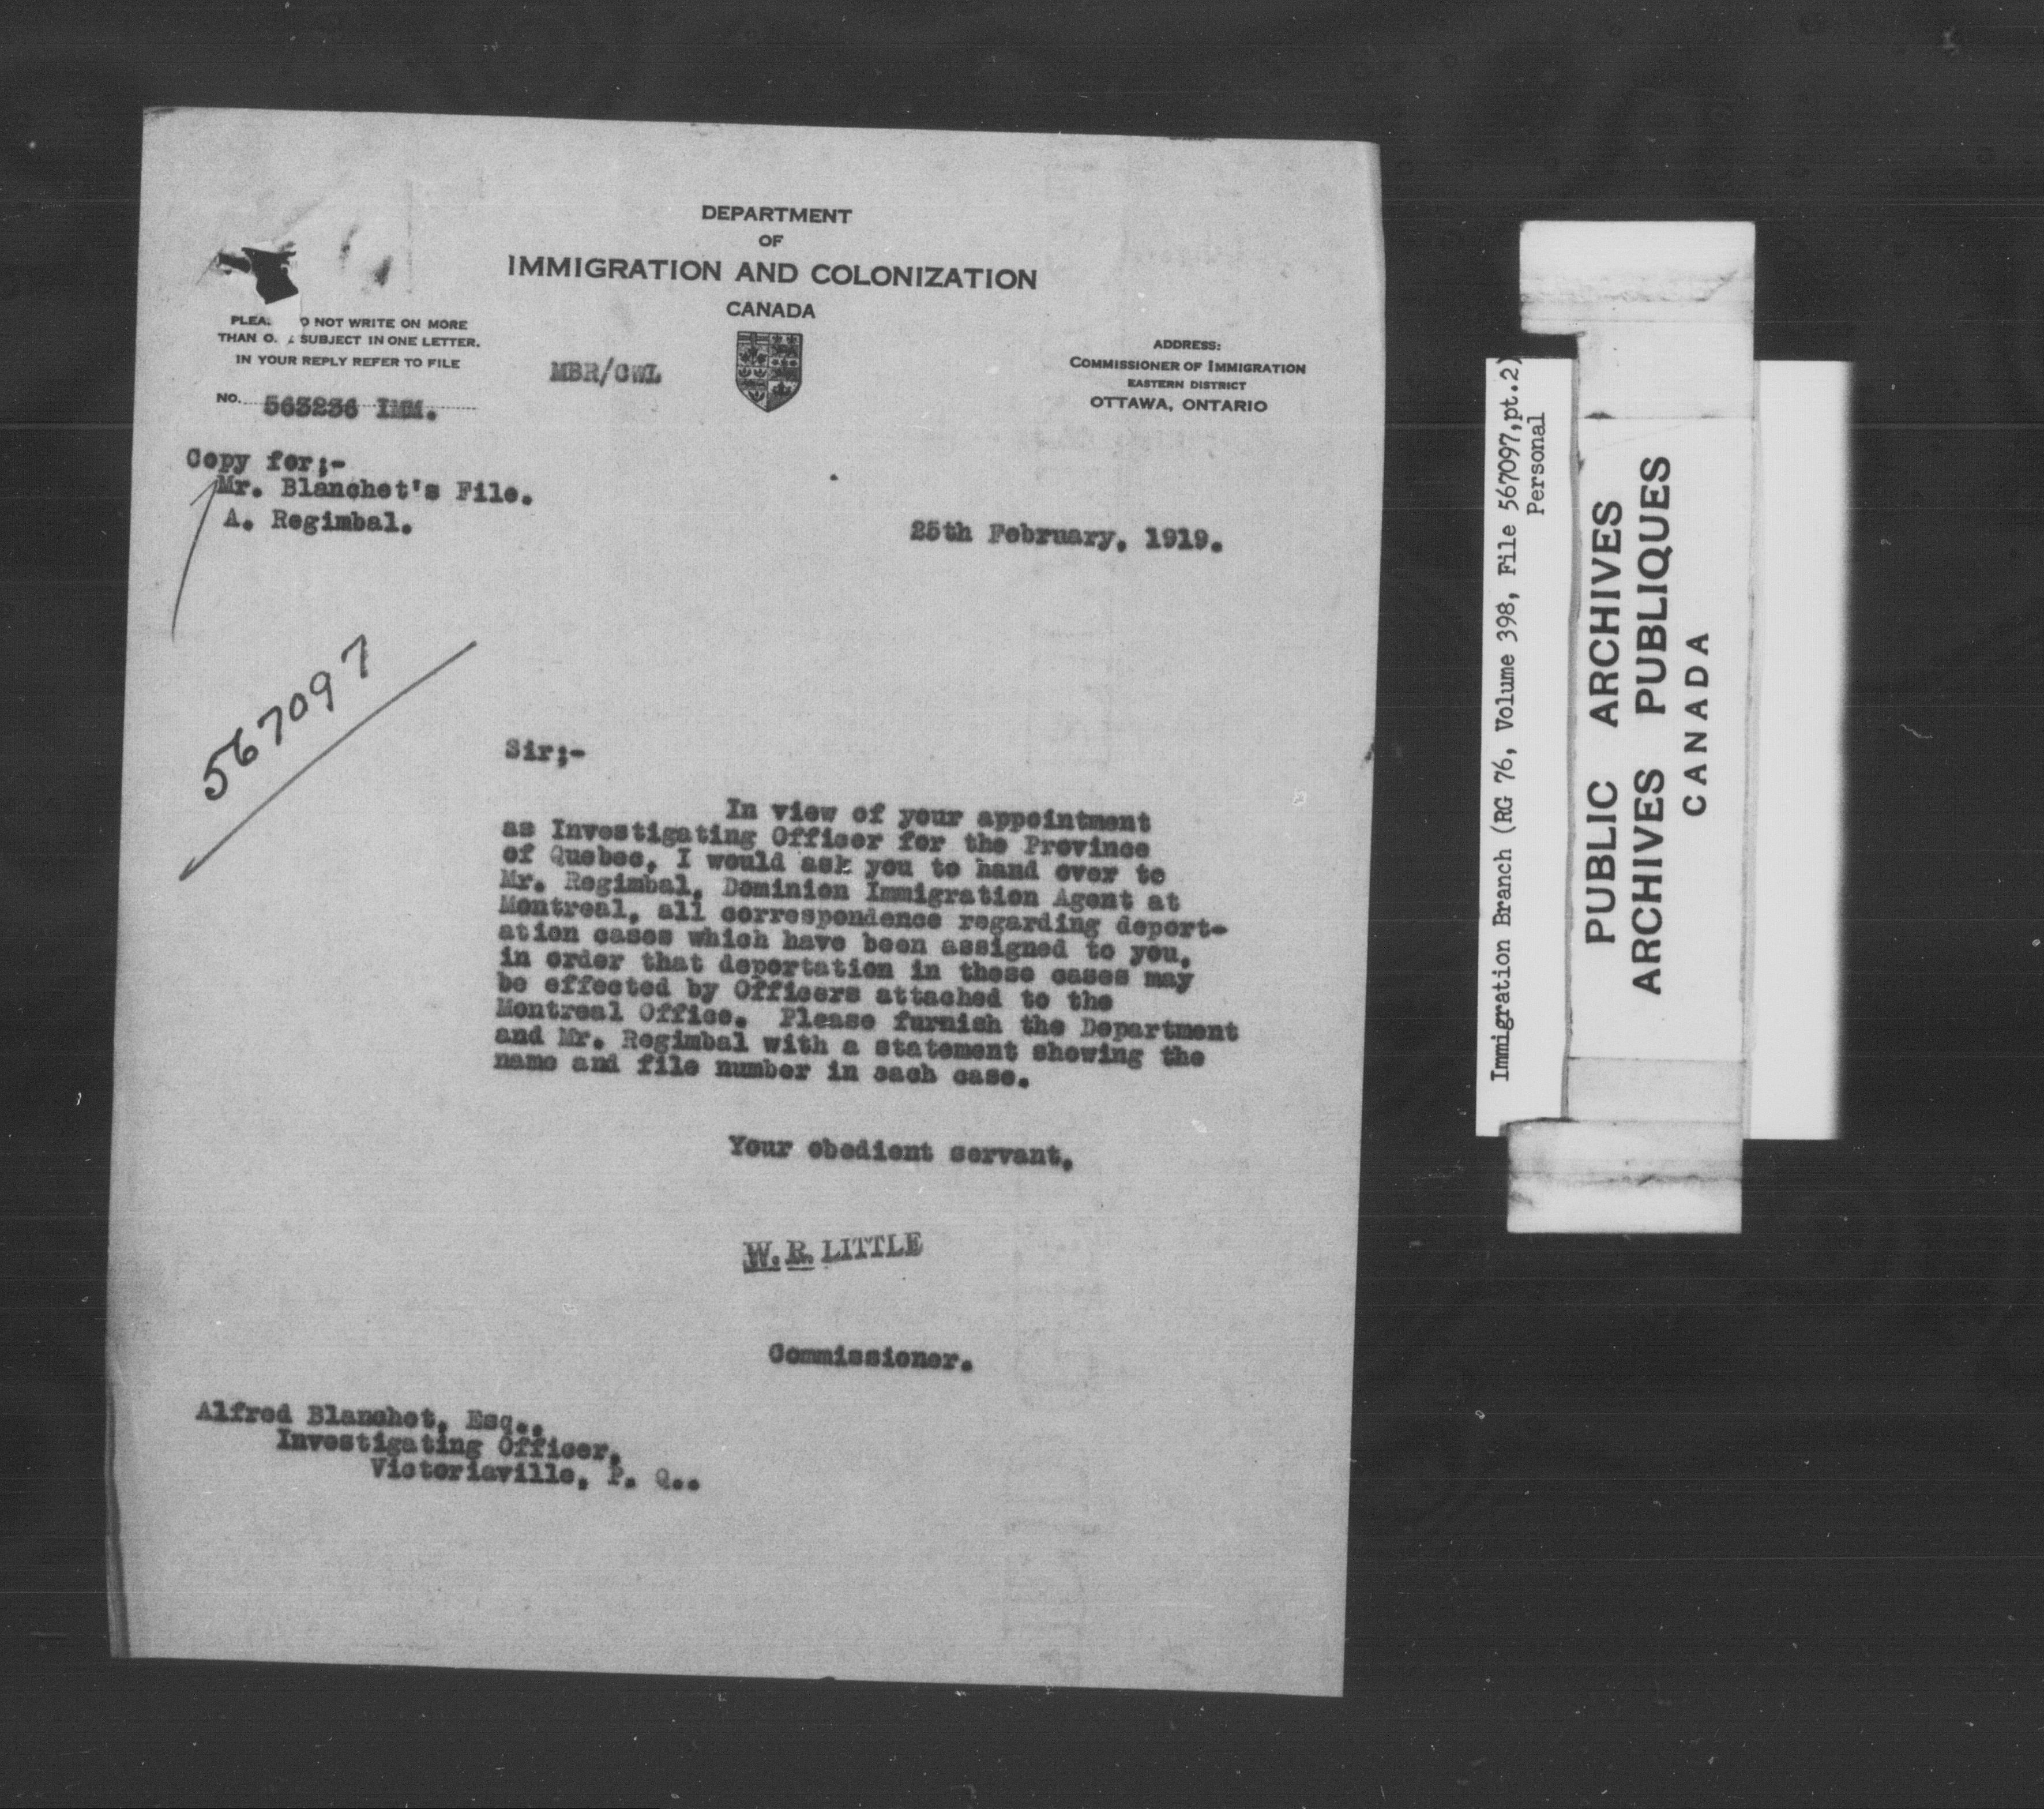 DEPARTMENT
OF
IMMIGRATION AND COLONIZATION
CANADA
PLEA O NOT WRITE ON MORE
THAN O SUBJECT IN ONE LETTER.
IN YOUR REPLY REFER TO FILE
NO. 563236 IMM.
MBR/GWL
ADDRESS:
COMMISSIONER OF IMMIGRATION
EASTERN DISTRICT
OTTAWA, ONTARIO
Copy for;-
Mr. Blanchet's File.
A. Regimbal.
25th February, 1919.
567097
Sir;-
In view of your appointment
as Investigating Officer for the Province
of Quebec, I would ask you to hand over to
Mr. Regimbal, Dominion Immigration Agent at
Montreal, all correspondence regarding deport-
ation cases which have been assigned to you,
in order that deportation in these cases may
be effected by Officers attached to the
Montreal Office. Please furnish the Department
and Mr. Regimbal with a statement showing the
name and file number in each case.
Your obedient servant,
W. R. LITTLE
Commissioner.
Alfred Blanchet, Esq.,
Investigating Officer,
Victoriaville, P. Q..
Immigration Branch (RG 76, Volume 398, File 567097,pt.2)
Personal
PUBLIC ARCHIVES
ARCHIVES PUBLIQUES
CANADA